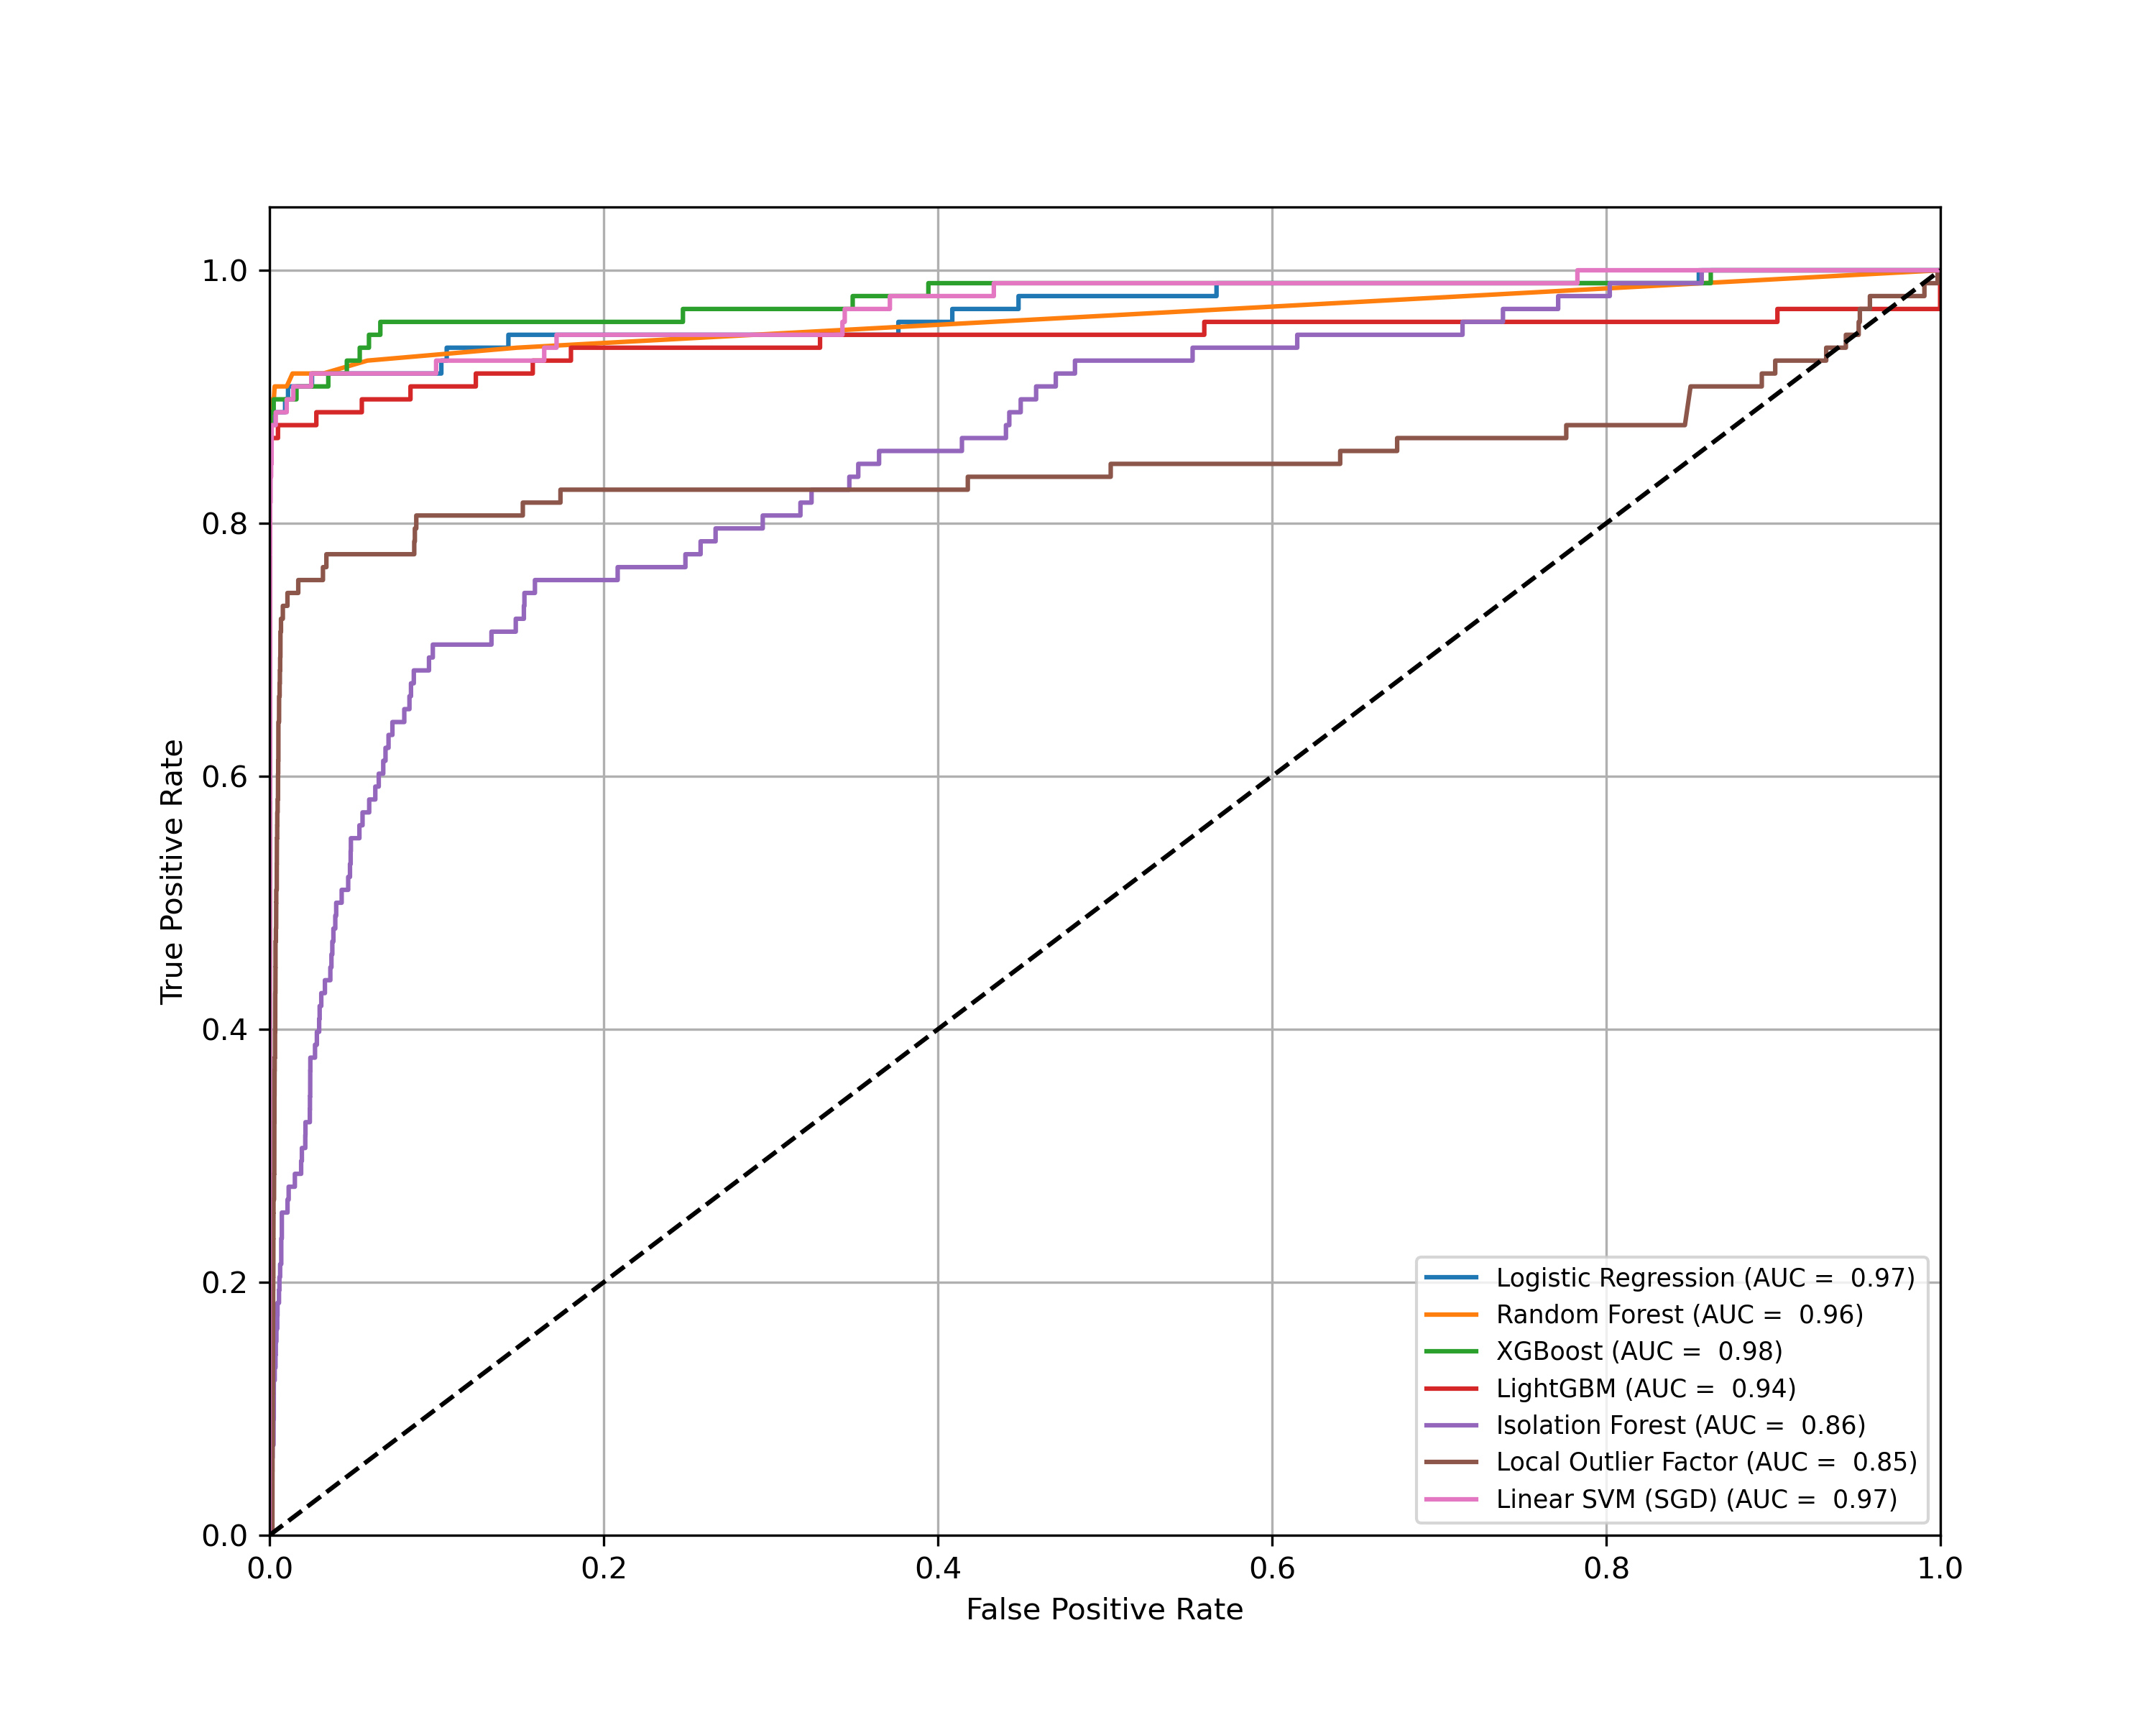 1.0
0.8
0.6
0.4
0.2
0.0
True Positive Rate
0.0 0.2 0.4 0.6 0.8 1.0
False Positive Rate
Logistic Regression (AUC =  0.97)
Random Forest (AUC =  0.96)
XGBoost (AUC =  0.98)
LightGBM (AUC =  0.94)
Isolation Forest (AUC =  0.86)
Local Outlier Factor (AUC =  0.85)
Linear SVM (SGD) (AUC =  0.97)